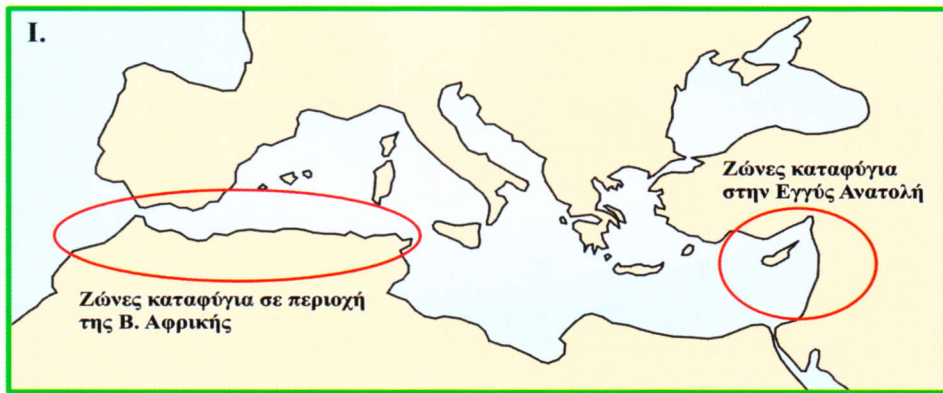 I.
Ζώνες καταφύγια
στην Εγγύς Ανατολή
Ζώνες καταφύγια σε περιοχή
της Β. Αφρικής